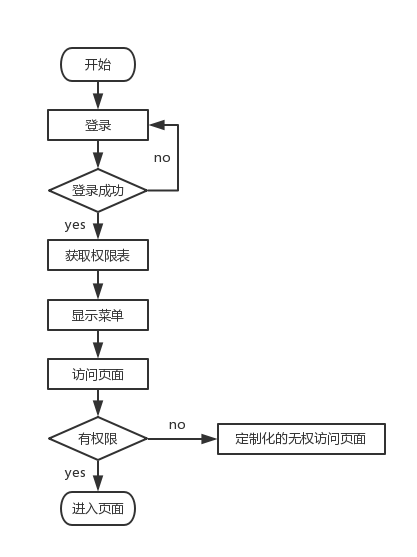 开始
登录
no
登录成功
yes
获取权限表
显示菜单
访问页面
有权限
no
定制化的无权访问页面
yes
进入页面